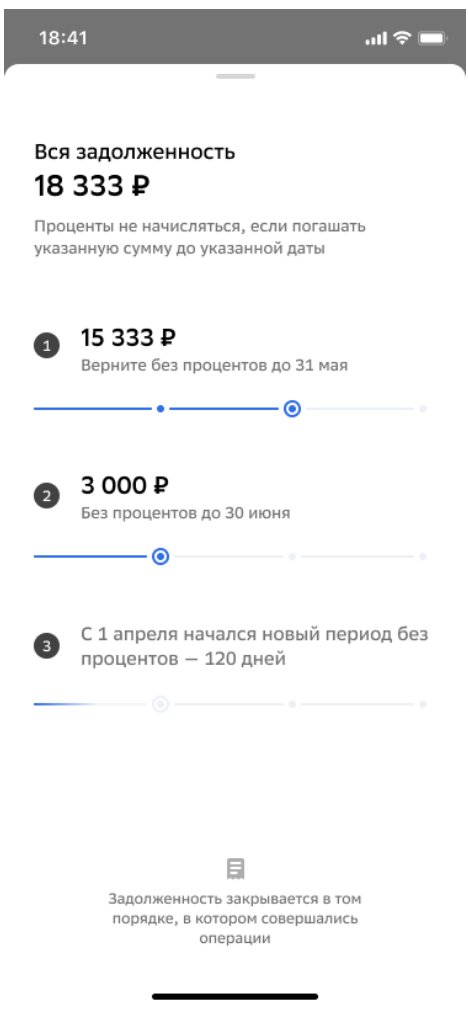 18:41
Вся задолженность
18 333 ₽
Проценты не начисляться, если погашать
указанную сумму до указанной даты
1
15 333 ₽
Верните без процентов до 31 мая
2
3 000 ₽
Без процентов до 30 июня
3
С 1 апреля начался новый период без
процентов — 120 дней
Задолженность закрывается в том
порядке, в котором совершались
операции